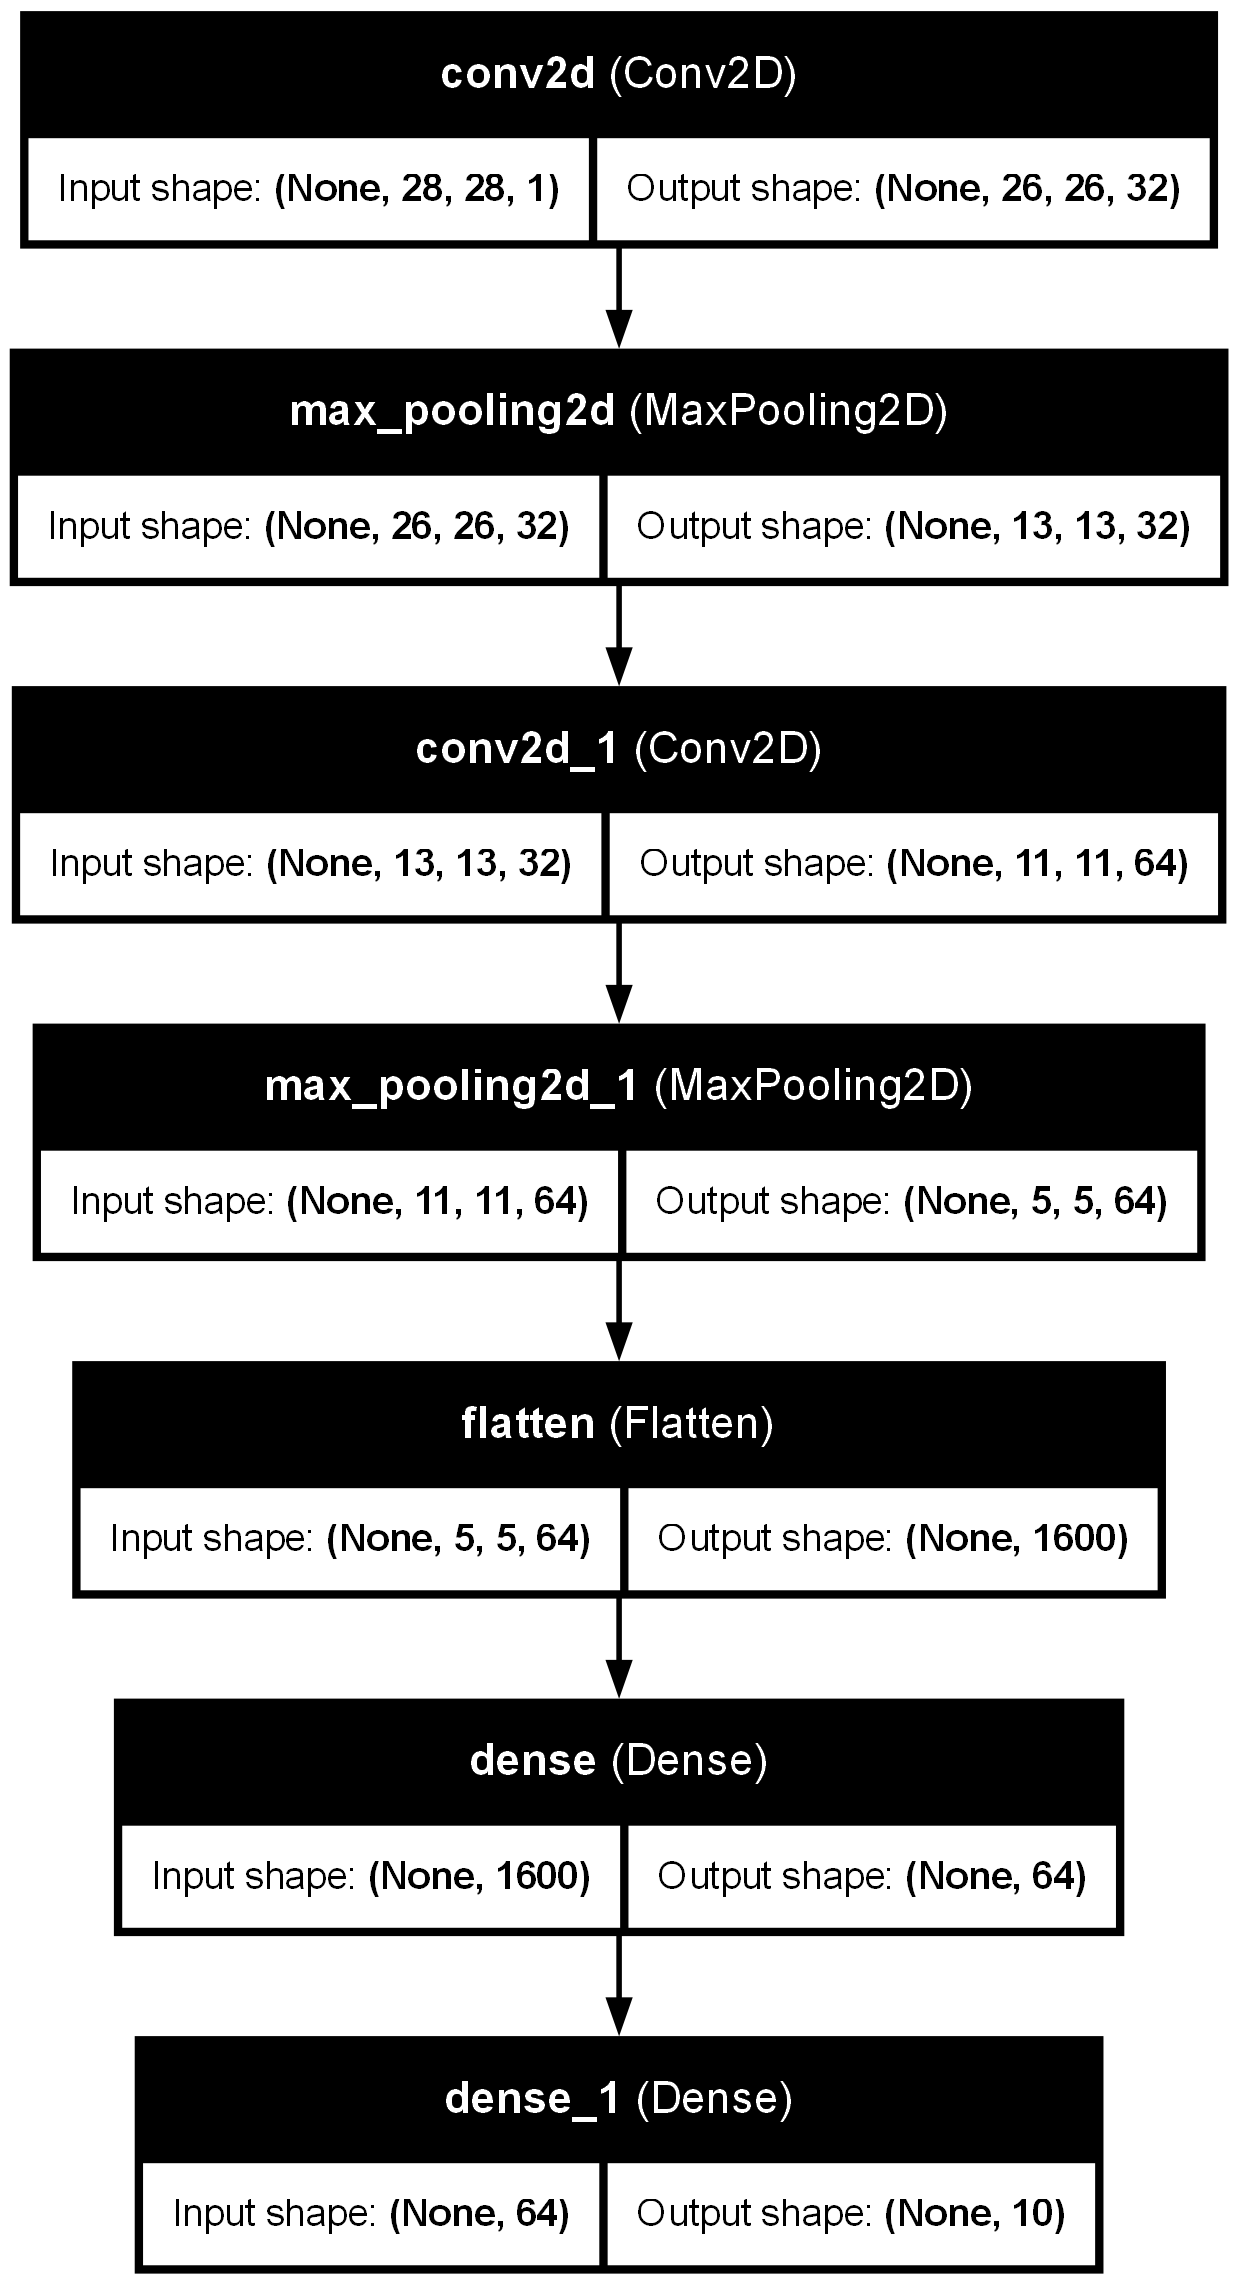 conv2d (Conv2D)
Input shape: (None, 28, 28, 1) Output shape: (None, 26, 26, 32)
max_pooling2d (MaxPooling2D)
Input shape: (None, 26, 26, 32) Output shape: (None, 13, 13, 32)
conv2d_1 (Conv2D)
Input shape: (None, 13, 13, 32) Output shape: (None, 11, 11, 64)
max_pooling2d_1 (MaxPooling2D)
Input shape: (None, 11, 11, 64) Output shape: (None, 5, 5, 64)
flatten (Flatten)
Input shape: (None, 5, 5, 64) Output shape: (None, 1600)
dense (Dense)
Input shape: (None, 1600) Output shape: (None, 64)
dense_1 (Dense)
Input shape: (None, 64) Output shape: (None, 10)